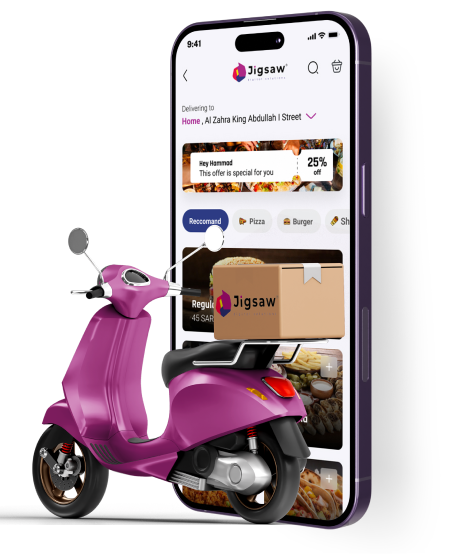 9:41
Jigsaw
Delivering to
Home , Al Zahra King Abdullah I Street
Hey Hammad
This offer is special for you
25%
off
Reccomand
Pizza
Burger
Sh
Regul
45 SAR
Jigsaw